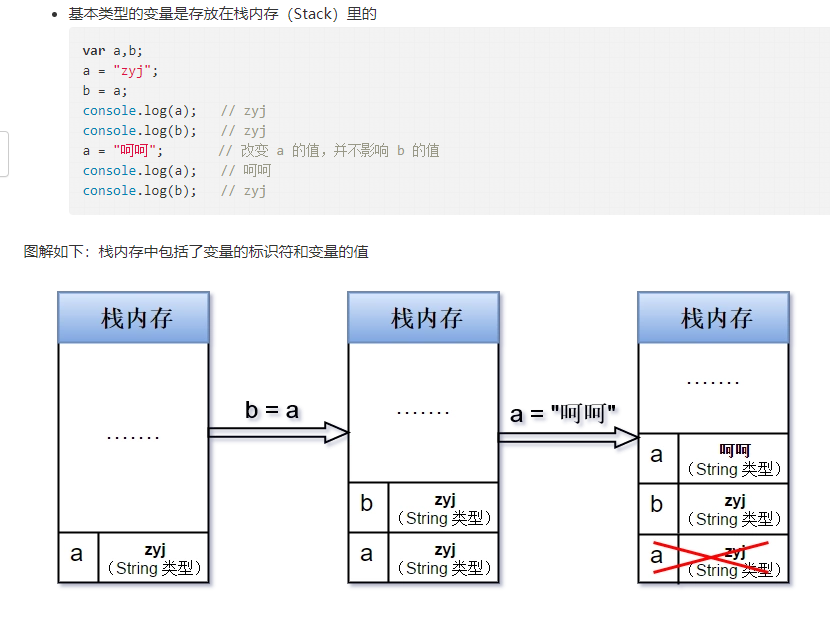 基本类型的变量是存放在栈内存（Stack）里的
var a,b;
a = "zyj";
b = a;
console.log(a);   // zyj
console.log(b);   // zyj
a = "呵呵";       // 改变 a 的值，并不影响 b 的值
console.log(a);   // 呵呵
console.log(b);   // zyj
图解如下：栈内存中包括了变量的标识符和变量的值
栈内存
.......
a
zyj
（String 类型）
b = a
栈内存
.......
b
zyj
（String 类型）
a
zyj
（String 类型）
a = "呵呵"
栈内存
.......
a
呵呵
（String 类型）
b
zyj
（String 类型）
a
zyj
（String 类型）